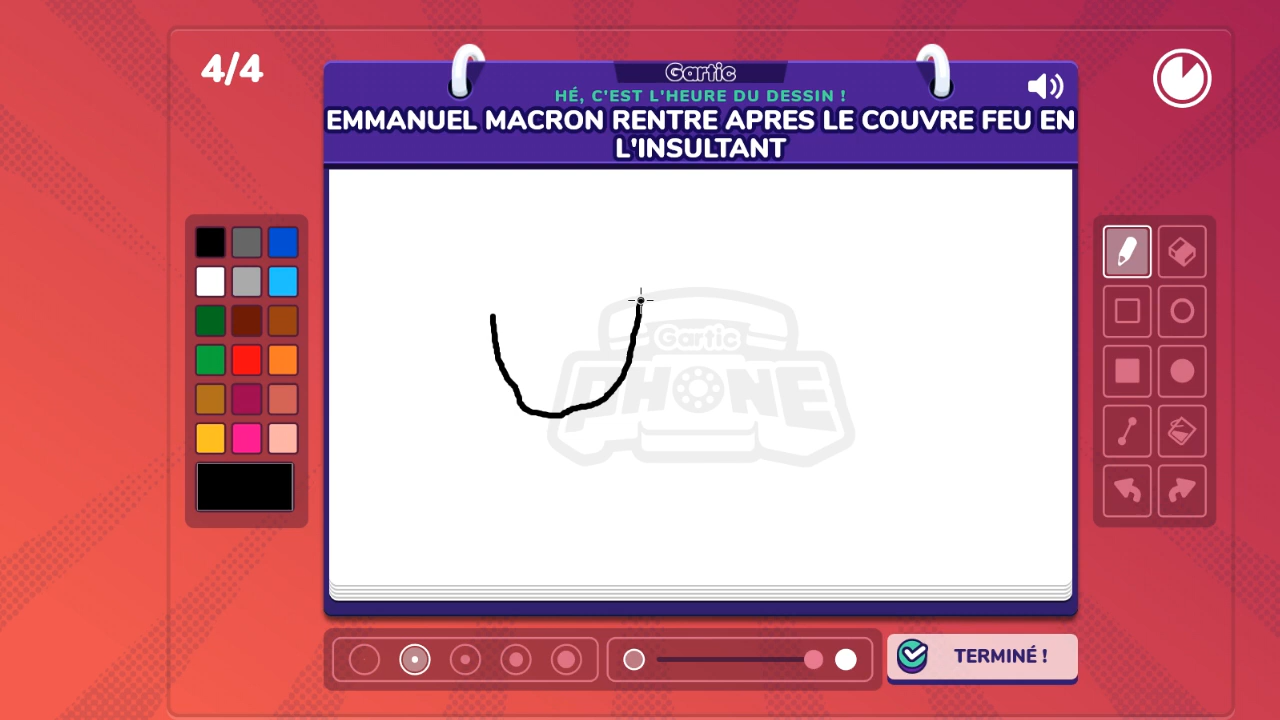 4/4
Gartic
HÉ, C'EST L'HEURE DU DESSIN !
EMMANUEL MACRON RENTRE APRES LE COUVRE FEU EN
L'INSULTANT
Gartic
PHONE
TERMINÉ !